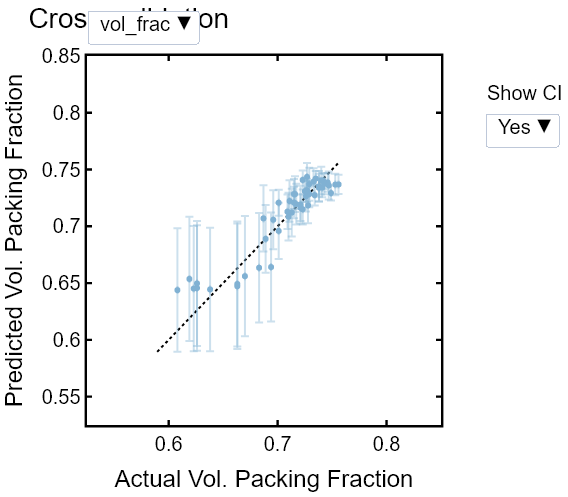 Cros
vol_frac ▼
Show CI
Yes ▼
0.85
0.8
0.75
0.7
0.65
0.6
0.55
Predicted Vol. Packing Fraction
0.6 0.7 0.8
Actual Vol. Packing Fraction